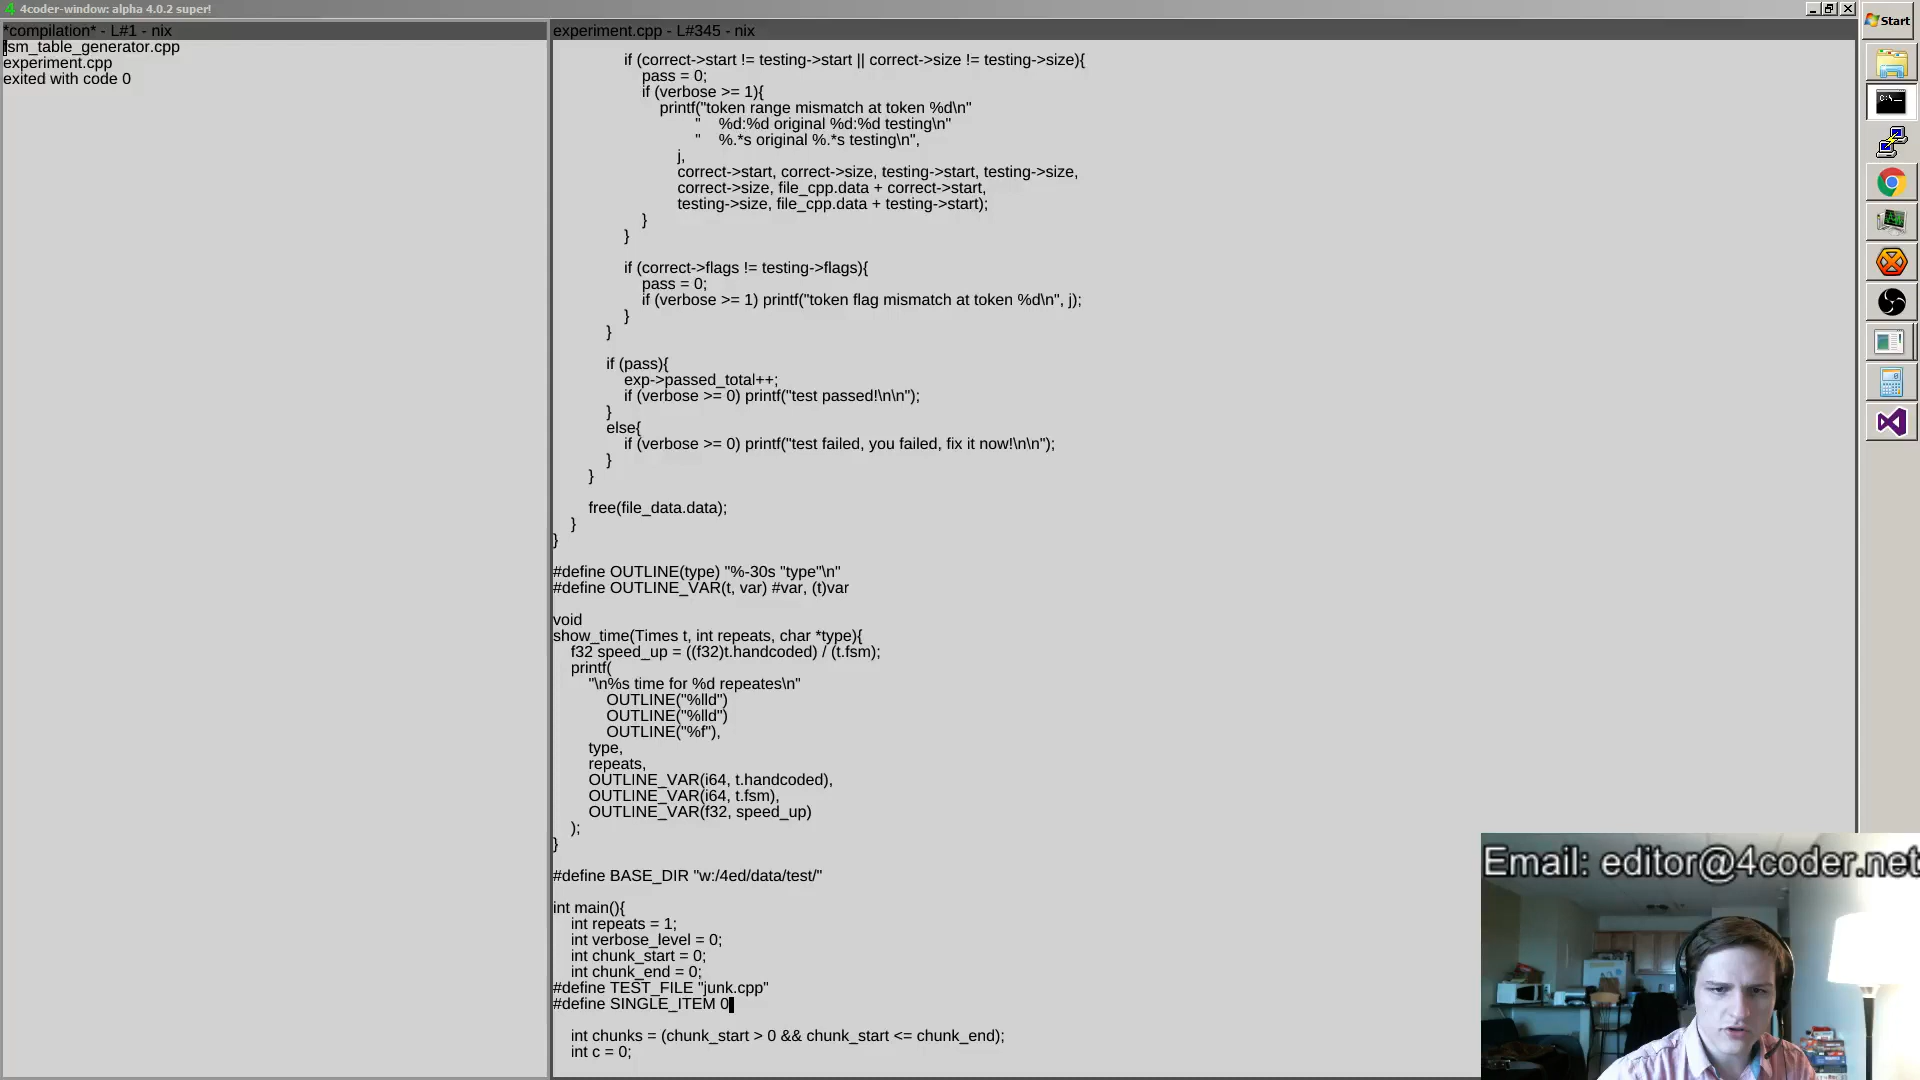 4 4coder-window: alpha 4.0.2 super!
*compilation* - L#1 - nix
fsm_table_generator.cpp
experiment.cpp
exited with code 0
experiment.cpp - L#345 - nix
if (correct->start != testing->start || correct->size != testing->size){
pass = 0;
if (verbose >= 1){
printf("token range mismatch at token %d\n"
" %d:%d original %d:%d testing\n"
" %.*s original %.*s testing\n",
j,
correct->start, correct->size, testing->start, testing->size,
correct->size, file_cpp.data + correct->start,
testing->size, file_cpp.data + testing->start);
}
}
if (correct->flags != testing->flags){
pass = 0;
if (verbose >= 1) printf("token flag mismatch at token %d\n", j);
}
}
if (pass){
exp->passed_total++;
if (verbose >= 0) printf("test passed!\n\n");
}
else{
if (verbose >= 0) printf("test failed, you failed, fix it now!\n\n");
}
}
free(file_data.data);
}
}
#define OUTLINE(type) "%-30s "type"\n"
#define OUTLINE_VAR(t, var) #var, (t)var
void
show_time(Times t, int repeats, char *type){
f32 speed_up = ((f32)t.handcoded) / (t.fsm);
printf(
"\n%s time for %d repeats\n"
OUTLINE("%lld")
OUTLINE("%lld")
OUTLINE("%f"),
type,
repeats,
OUTLINE_VAR(i64, t.handcoded),
OUTLINE_VAR(i64, t.fsm),
OUTLINE_VAR(f32, speed_up)
);
}
#define BASE_DIR "w:/4ed/data/test/"
int main(){
int repeats = 1;
int verbose_level = 0;
int chunk_start = 0;
int chunk_end = 0;
#define TEST_FILE "junk.cpp"
#define SINGLE_ITEM 0
int chunks = (chunk_start > 0 && chunk_start <= chunk_end);
int c = 0;
Start
Email: editor@4coder.net